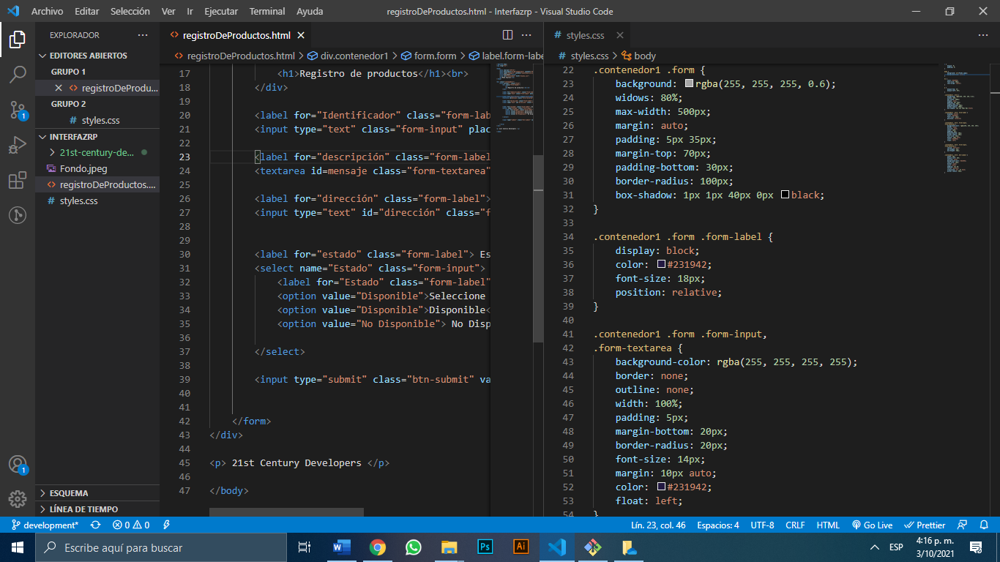 Archivo Editar Selección Ver Ir Ejecutar Terminal Ayuda
registroDeProductos.html - Interfazrp - Visual Studio Code
EXPLORADOR
EDITORES ABIERTOS
GRUPO 1
registroDeProdu...
GRUPO 2
styles.css
INTERFAZRP
21st-century-de...
Fondo.jpeg
registroDeProductos....
styles.css
ESQUEMA
LÍNEA DE TIEMPO
1
1
registroDeProductos.html
registroDeProductos.html > div.contenedor1 > form.form > label.form-labe
17 <h1>Registro de productos</h1><br>
18 </div>
19
20 <label for="Identificador" class="form-lab
21 <input type="text" class="form-input" plac
22
23 <label for="descripción" class="form-label
24 <textarea id=mensaje class="form-textarea"
25
26 <label for="dirección" class="form-label">
27 <input type="text" id="dirección" class="f
28
29
30 <label for="estado" class="form-label"> Es
31 <select name="Estado" class="form-input">
32 <label for="Estado" class="form-label"
33 <option value="Disponible">Seleccione
34 <option value="Disponible">Disponible<
35 <option value="No Disponible"> No Disp
36
37 </select>
38
39 <input type="submit" class="btn-submit" va
40
41
42 </form>
43 </div>
44
45 <p> 21st Century Developers </p>
46
47 </body>
styles.css
styles.css > body
22 .contenedor1 .form {
23 background: rgba(255, 255, 255, 0.6);
24 widows: 80%;
25 max-width: 500px;
26 margin: auto;
27 padding: 5px 35px;
28 margin-top: 70px;
29 padding-bottom: 30px;
30 border-radius: 100px;
31 box-shadow: 1px 1px 40px 0px black;
32 }
33
34 .contenedor1 .form .form-label {
35 display: block;
36 color: #231942;
37 font-size: 18px;
38 position: relative;
39 }
40
41 .contenedor1 .form .form-input,
42 .form-textarea {
43 background-color: rgba(255, 255, 255, 255);
44 border: none;
45 outline: none;
46 width: 100%;
47 padding: 5px;
48 margin-bottom: 20px;
49 border-radius: 20px;
50 font-size: 14px;
51 margin: 10px auto;
52 color: #231942;
53 float: left;
54 }
development* 0 0 Lín. 23, col. 46 Espacios: 4 UTF-8 CRLF HTML Go Live Prettier
Escribe aquí para buscar
W Ps Ai
ESP
4:16 p. m.
3/10/2021